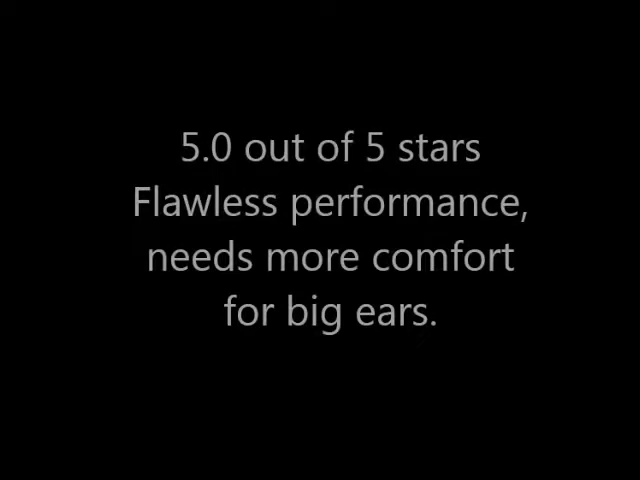 5.0 out of 5 stars
Flawless performance,
needs more comfort
for big ears.